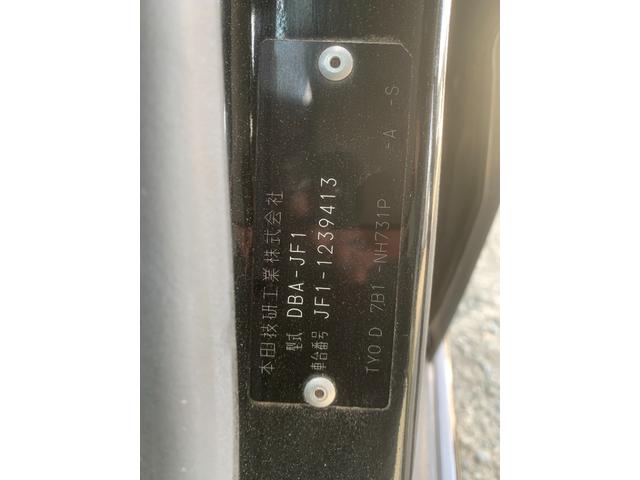 本田技研工業株式会社
型式 DBA-JF1
車台番号 JF1-1239413
TY0 D 7B1 -NH731P -A -S